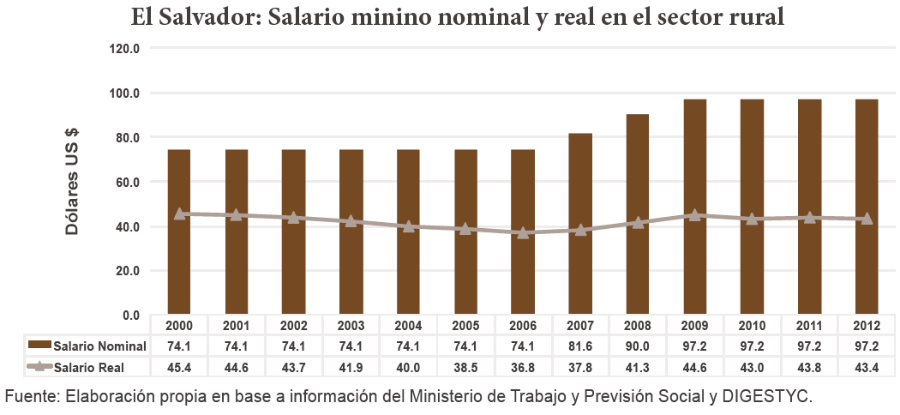 El Salvador: Salario minino nominal y real en el sector rural
Dólares US $
120.0
100.0
80.0
60.0
40.0
20.0
0.0
2000 2001 2002 2003 2004 2005 2006 2007 2008 2009 2010 2011 2012
Salario Nominal 74.1 74.1 74.1 74.1 74.1 74.1 74.1 81.6 90.0 97.2 97.2 97.2 97.2
Salario Real 45.4 44.6 43.7 41.9 40.0 38.5 36.8 37.8 41.3 44.6 43.0 43.8 43.4
Fuente: Elaboración propia en base a información del Ministerio de Trabajo y Previsión Social y DIGESTYC.